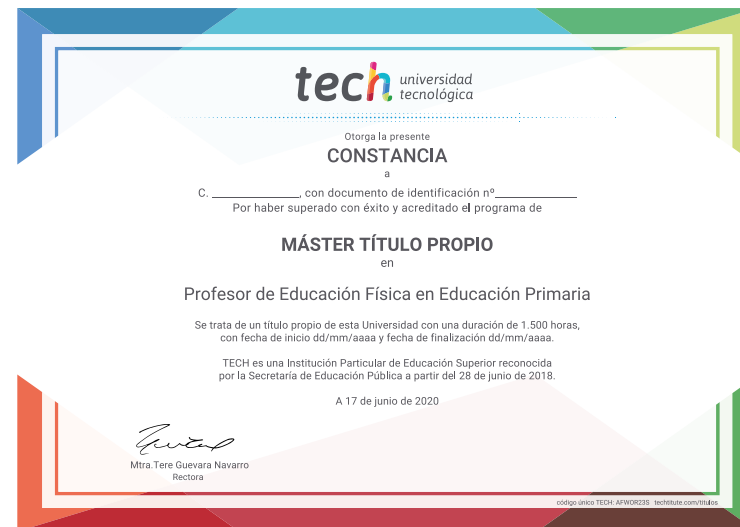 tech universidad
tecnológica
Otorga la presente
CONSTANCIA
a
C. ______________, con documento de identificación nº______________
Por haber superado con éxito y acreditado el programa de
MÁSTER TÍTULO PROPIO
en
Profesor de Educación Física en Educación Primaria
Se trata de un título propio de esta Universidad con una duración de 1.500 horas,
con fecha de inicio dd/mm/aaaa y fecha de finalización dd/mm/aaaa.
TECH es una Institución Particular de Educación Superior reconocida
por la Secretaría de Educación Pública a partir del 28 de junio de 2018.
A 17 de junio de 2020
Mtra.Tere Guevara Navarro
Rectora
código único TECH: AFWOR23S techtitute.com/titulos